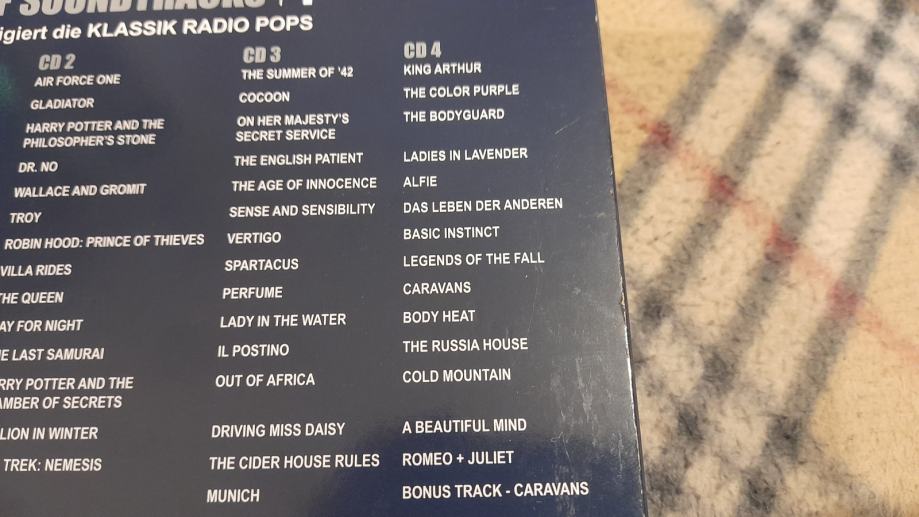 SOUNDTRACKS
die KLASSIK RADIO POPS
CD 2
AIR FORCE ONE
GLADIATOR
HARRY POTTER AND THE
PHILOSOPHER'S STONE
DR. NO
WALLACE AND GROMIT
TROY
ROBIN HOOD: PRINCE OF THIEVES
VILLA RIDES
THE QUEEN
FOR NIGHT
LAST SAMURAI
POTTER AND THE
OF SECRETS
LION IN WINTER
TREK: NEMESIS
CD 3
THE SUMMER OF '42
COCOON
ON HER MAJESTY'S
SECRET SERVICE
THE ENGLISH PATIENT
THE AGE OF INNOCENCE
SENSE AND SENSIBILITY
VERTIGO
SPARTACUS
PERFUME
LADY IN THE WATER
IL POSTINO
OUT OF AFRICA
DRIVING MISS DAISY
THE CIDER HOUSE RULES
MUNICH
CD 4
KING ARTHUR
THE COLOR PURPLE
THE BODYGUARD
LADIES IN LAVENDER
ALFIE
DAS LEBEN DER ANDEREN
BASIC INSTINCT
LEGENDS OF THE FALL
CARAVANS
BODY HEAT
THE RUSSIA HOUSE
COLD MOUNTAIN
A BEAUTIFUL MIND
ROMEO + JULIET
BONUS TRACK - CARAVANS